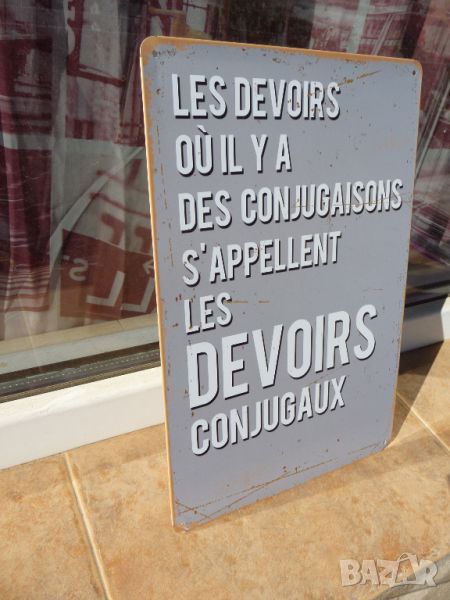 LES DEVOIRS
OÙ IL Y A
DES CONJUGAISONS
S'APPELLENT
LES
DEVOIRS
CONJUGAUX
BAZAR